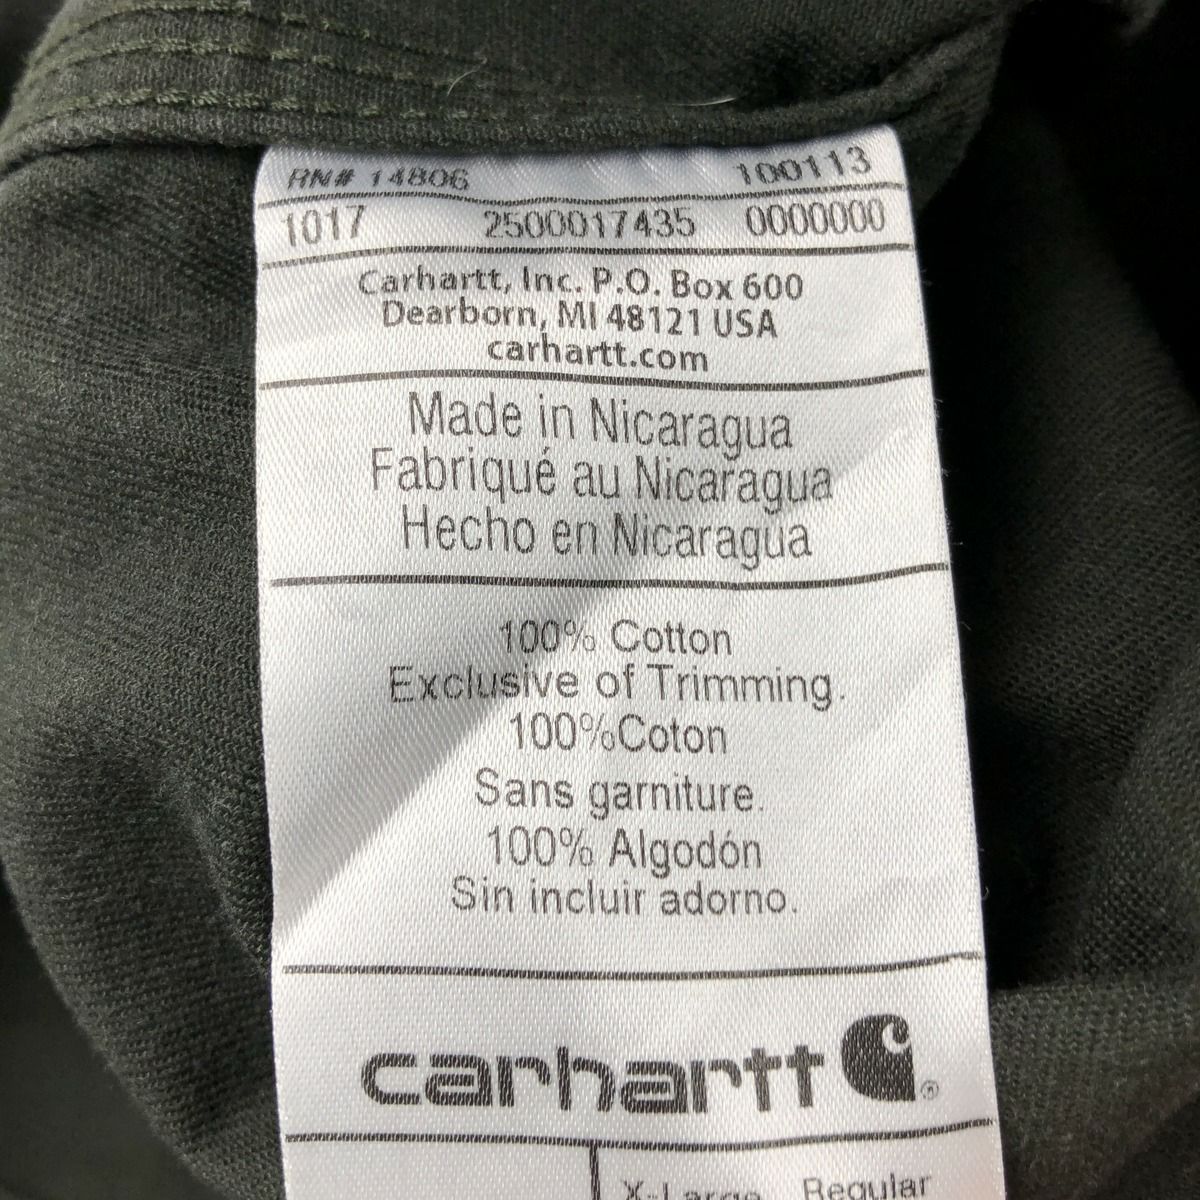 RN# 14806 100113
1017 2500017435 0000000
Carhartt, Inc. P.O. Box 600
Dearborn, MI 48121 USA
carhartt.com
Made in Nicaragua
Fabriqué au Nicaragua
Hecho en Nicaragua
100% Cotton
Exclusive of Trimming.
100%Coton
Sans garniture.
100% Algodón
Sin incluir adorno.
carhartt ®
X-Large Regular